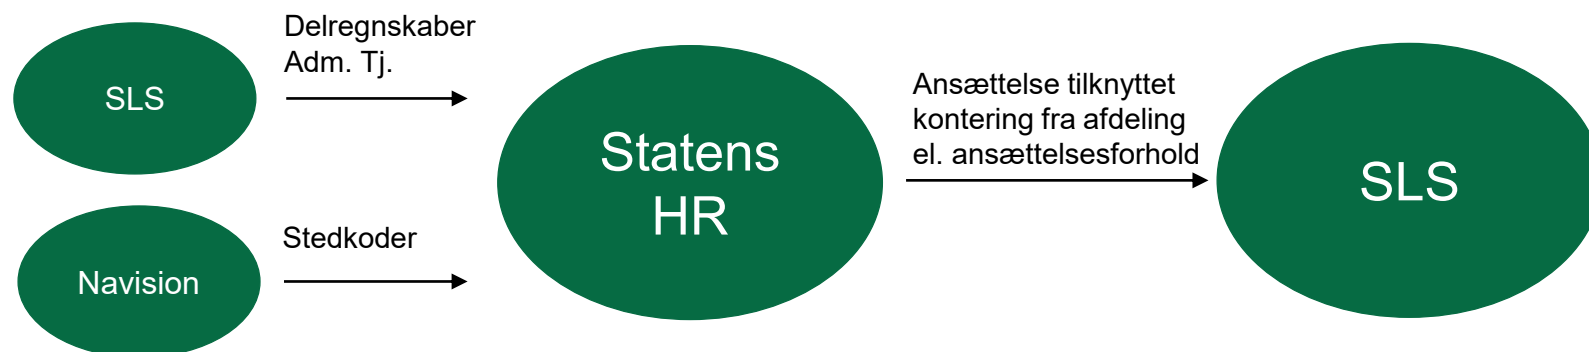 SLS
Delregnskaber
Adm. Tj.
Navision
Stedkoder
Statens
HR
Ansættelse tilknyttet
kontering fra afdeling
el. ansættelsesforhold
SLS